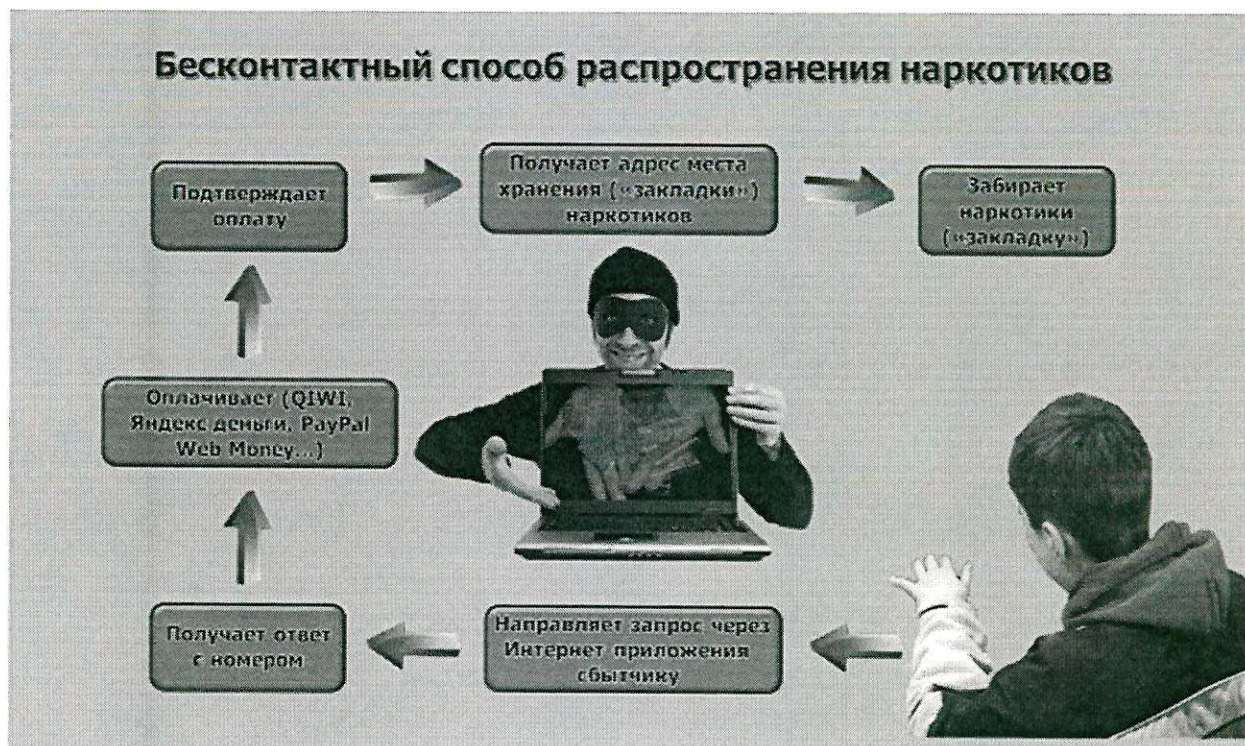 Бесконтактный способ распространения наркотиков
Подтверждает
оплату
Получает адрес места
хранения («закладки»)
наркотиков
Забирает
наркотики
(«закладку»)
Оплачивает (QIWI,
Яндекс деньги, PayPal
Web Money...)
Получает ответ
с номером
Направляет запрос через
Интернет приложения
сбытчику